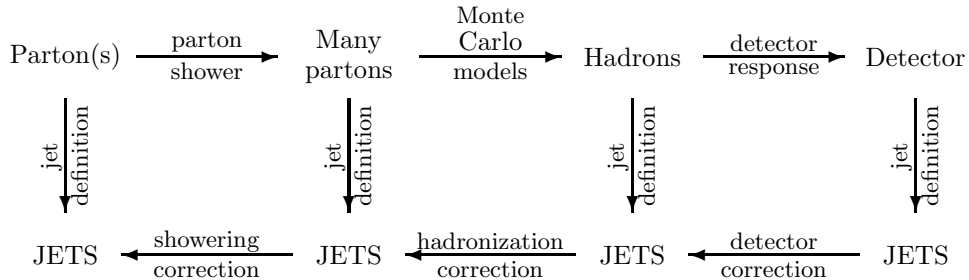 Parton(s)
parton
shower
Many
partons
Monte
Carlo
models
Hadrons
detector
response
Detector
jet
definition
jet
definition
jet
definition
jet
definition
JETS
showering
correction
JETS
hadronization
correction
JETS
detector
correction
JETS